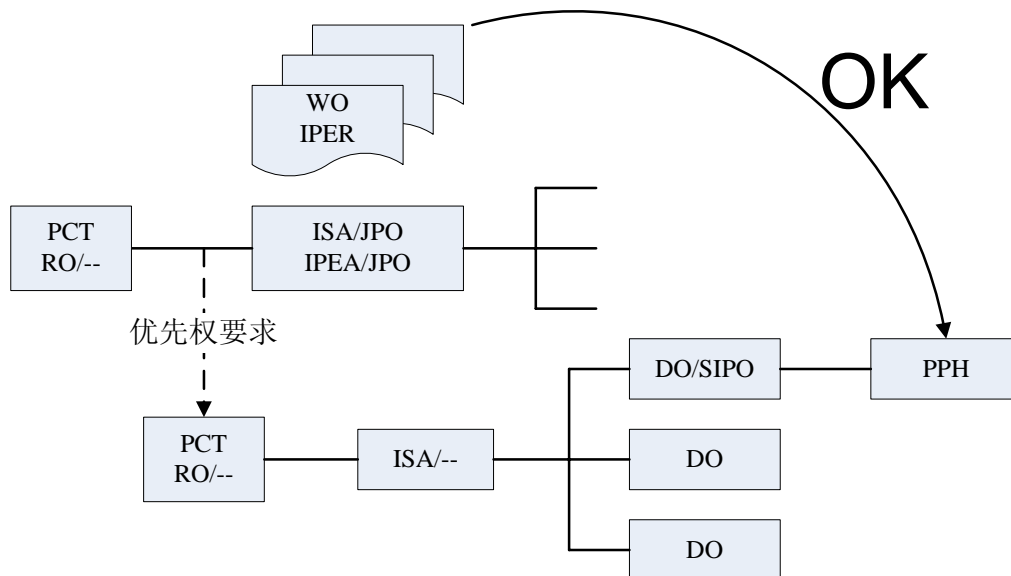 OK
WO
IPER
PCT
RO/--
ISA/JPO
IPEA/JPO
优先权要求
DO/SIPO
PPH
PCT
RO/--
ISA/--
DO
DO